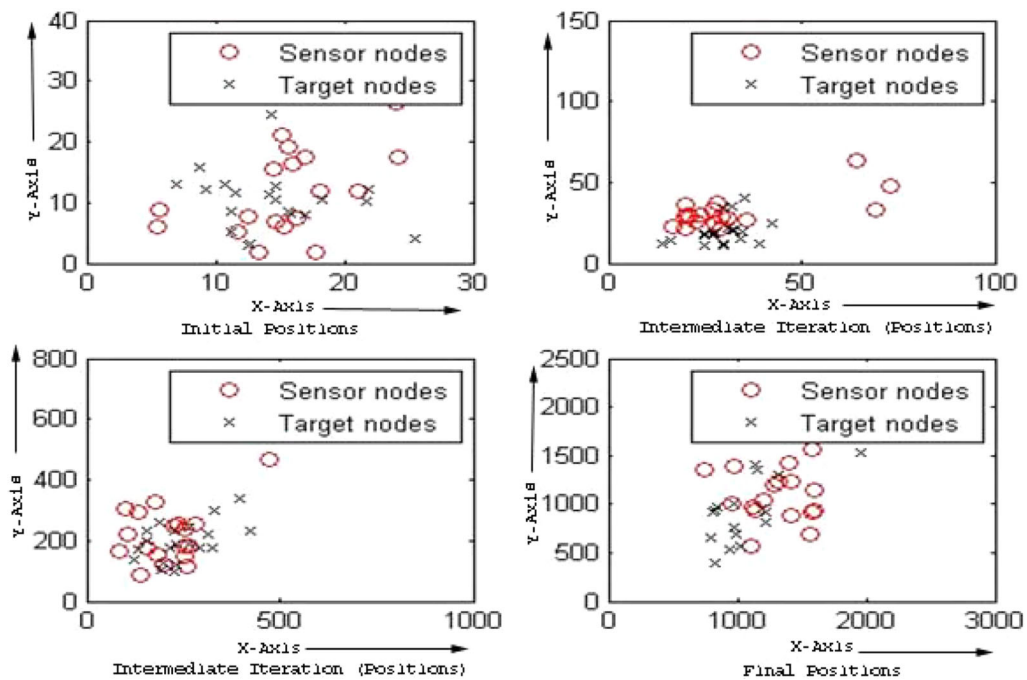 40
30
20
10
0
Y-Axis
Sensor nodes
Target nodes
0 10 20 30
X-Axis
Initial Positions
150
100
50
0
Y-Axis
Sensor nodes
Target nodes
0 50 100
X-Axis
Intermediate Iteration (Positions)
800
600
400
200
0
Y-Axis
Sensor nodes
Target nodes
0 500 1000
X-Axis
Intermediate Iteration (Positions)
2500
2000
1500
1000
500
0
Y-Axis
Sensor nodes
Target nodes
0 1000 2000 3000
X-Axis
Final Positions